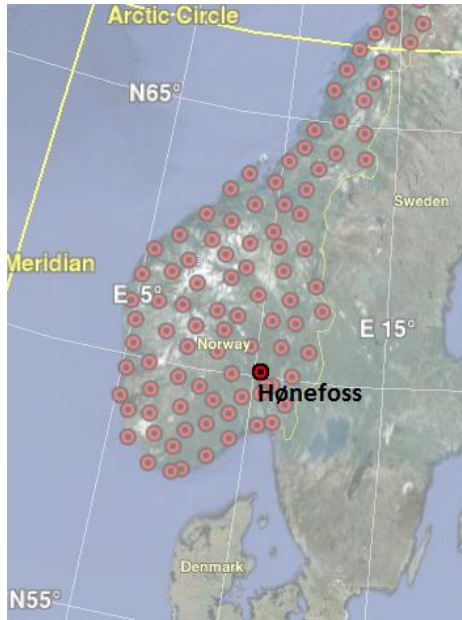 Arctic Circle
N65°
Sweden
Meridian
E 5°
E 15°
Norway
Hønefoss
Denmark
N55°